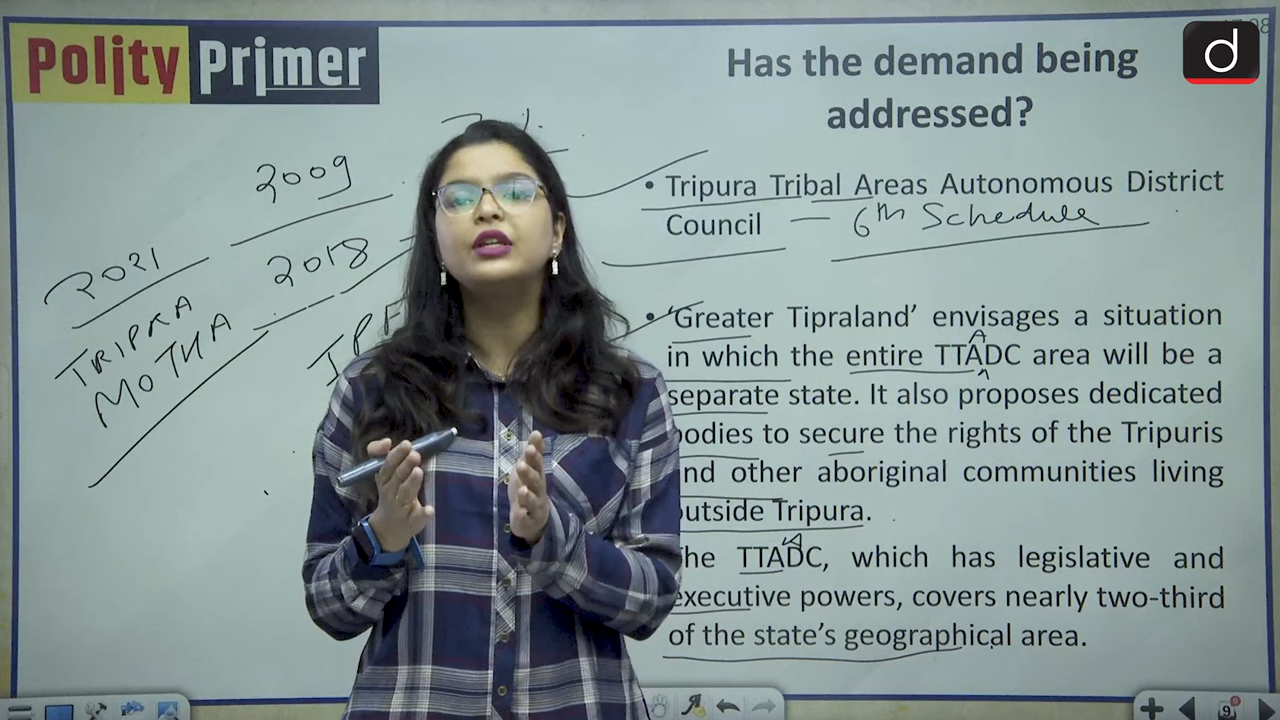 Polity Primer
Has the demand being
addressed?
d
2009
2021
2018
TRIPRA
MOTHA
IPF
• Tripura Tribal Areas Autonomous District
Council — 6th Schedule
• 'Greater Tipraland' envisages a situation
in which the entire TTADC area will be a
A
separate state. It also proposes dedicated
bodies to secure the rights of the Tripuris
and other aboriginal communities living
outside Tripura.
The TTADC, which has legislative and
executive powers, covers nearly two-third
of the state's geographical area.
9